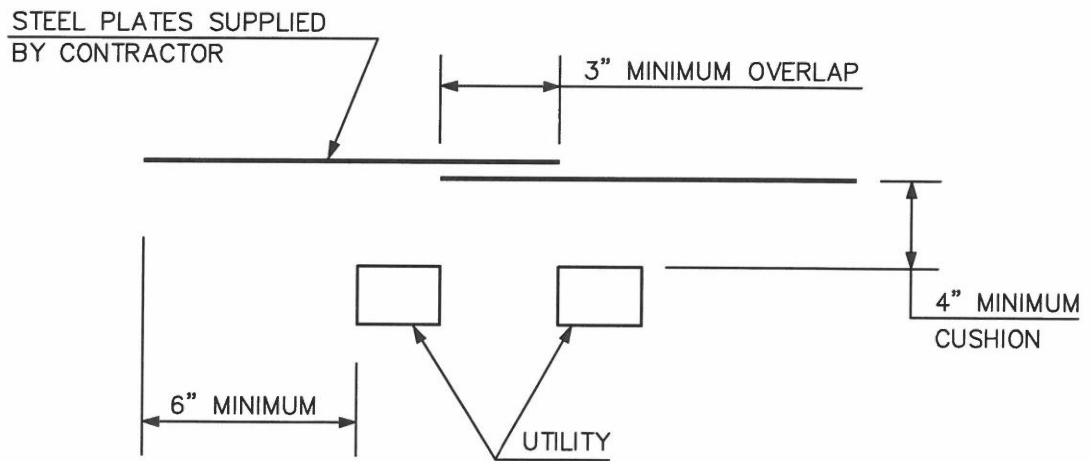 STEEL PLATES SUPPLIED
BY CONTRACTOR
3” MINIMUM OVERLAP
4” MINIMUM
CUSHION
6” MINIMUM
UTILITY